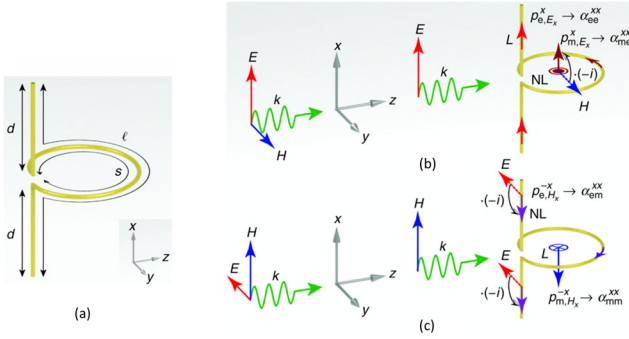 d
d
ℓ
s
x
z
y
(a)
E
k
H
x
z
y
E
k
L
p^x_{e,E_x} → α^{xx}_{ee}
p^x_{m,E_x} → α^{xx}_{me}
NL
·(-i)
H
(b)
H
E
k
x
z
y
H
k
E
p^{-x}_{e,H_x} → α^{xx}_{em}
·(-i)
NL
L
E
·(-i)
p^{-x}_{m,H_x} → α^{xx}_{mm}
(c)